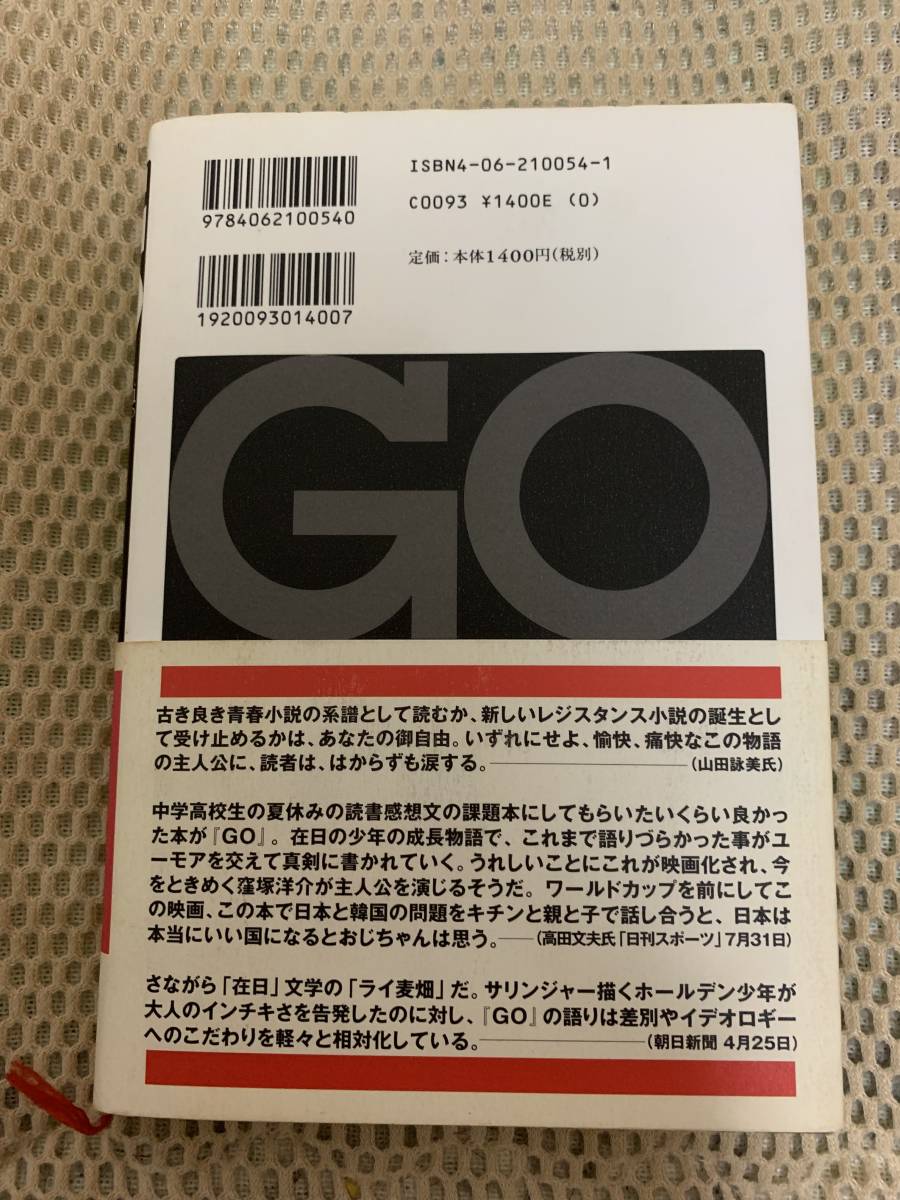 ISBN4-06-210054-1
9784062100540
C0093 ¥1400E (0)
定価：本体1400円(税別)
1920093014007
GO
古き良き青春小説の系譜として読むか、新しいレジスタンス小説の誕生とし
て受け止めるかは、あなたの御自由。いずれにせよ、愉快、痛快なこの物語
の主人公に、読者は、はからずも涙する。―――（山田詠美氏）
中学高校生の夏休みの読書感想文の課題本にしてもらいたいくらい良かっ
た本が『GO』。在日の少年の成長物語で、これまで語りづらかった事がユ
ーモアを交えて真剣に書かれていく。うれしいことにこれが映画化され、今
をときめく窪塚洋介が主人公を演じるそうだ。ワールドカップを前にしてこ
の映画、この本で日本と韓国の問題をキチンと親と子で話し合うと、日本は
本当にいい国になるとおじちゃんは思う。―（高田文夫氏「日刊スポーツ」7月31日）
さながら「在日」文学の「ライ麦畑」だ。サリンジャー描くホールデン少年が
大人のインチキさを告発したのに対し、『GO』の語りは差別やイデオロギー
へのこだわりを軽々と相対化している。―――（朝日新聞 4月25日）